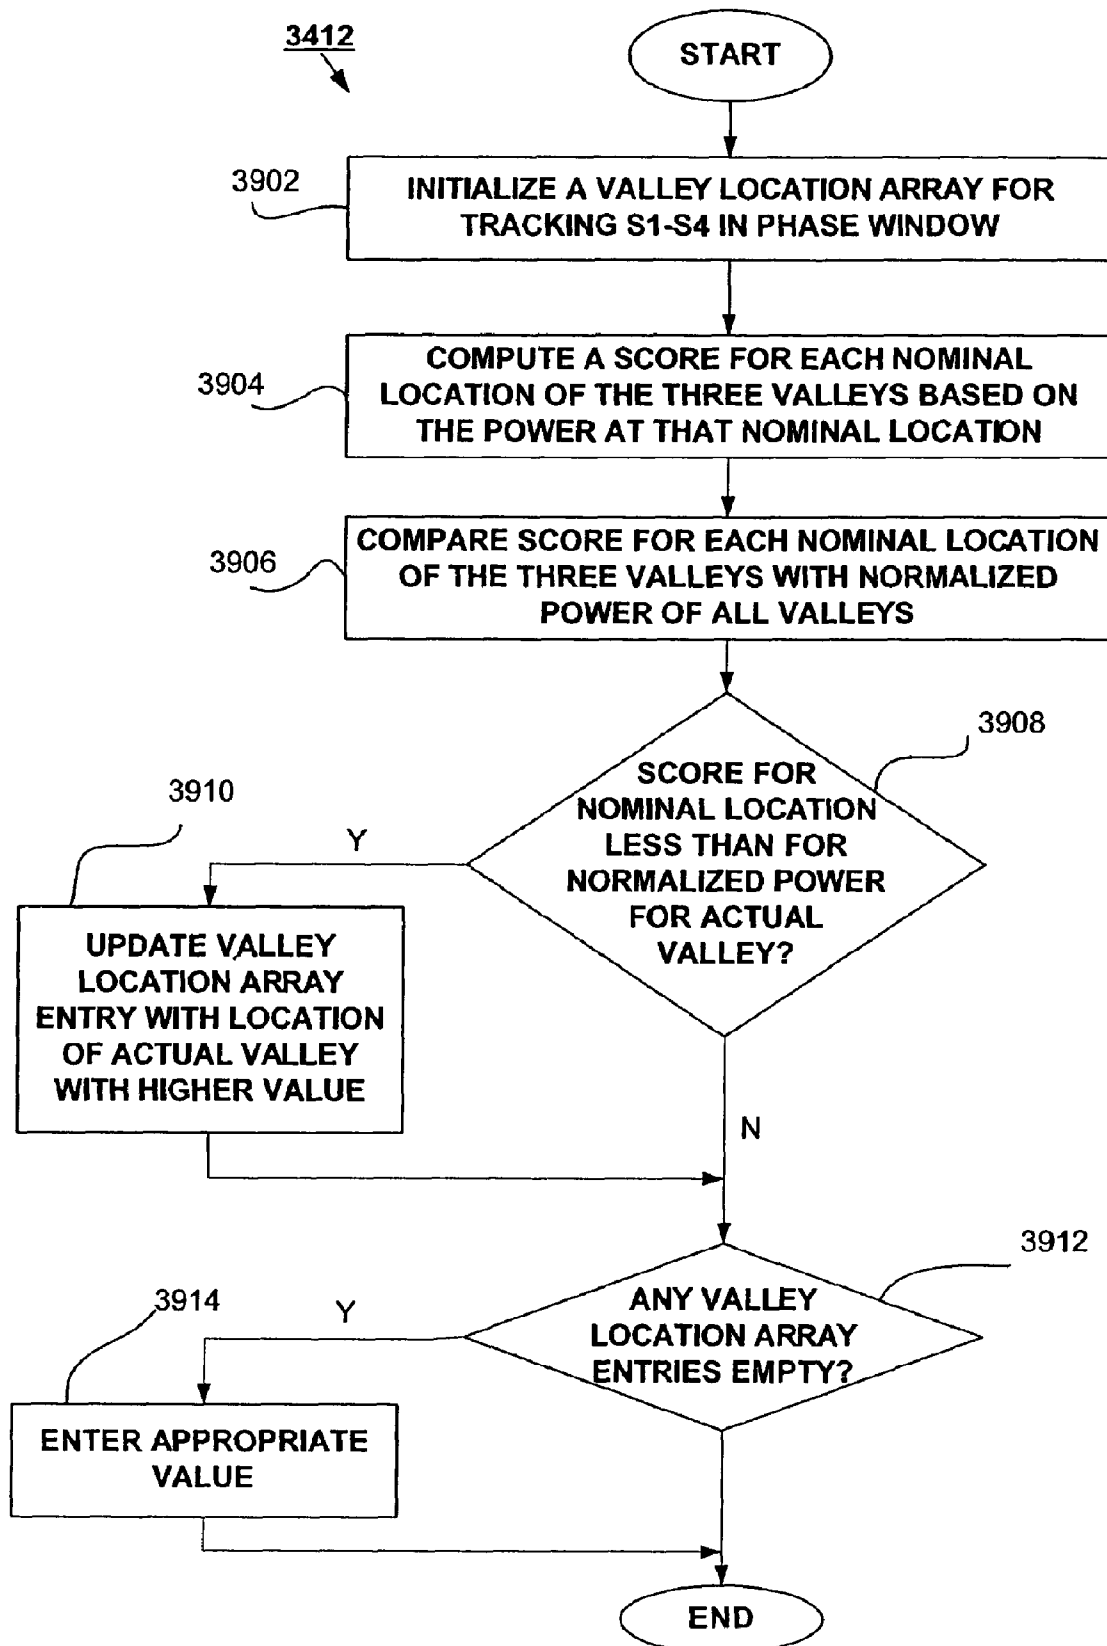 3412
START
3902
INITIALIZE A VALLEY LOCATION ARRAY FOR
TRACKING S1-S4 IN PHASE WINDOW
3904
COMPUTE A SCORE FOR EACH NOMINAL
LOCATION OF THE THREE VALLEYS BASED ON
THE POWER AT THAT NOMINAL LOCATION
3906
COMPARE SCORE FOR EACH NOMINAL LOCATION
OF THE THREE VALLEYS WITH NORMALIZED
POWER OF ALL VALLEYS
3908
SCORE FOR
NOMINAL LOCATION
LESS THAN FOR
NORMALIZED POWER
FOR ACTUAL
VALLEY?
Y
3910
UPDATE VALLEY
LOCATION ARRAY
ENTRY WITH LOCATION
OF ACTUAL VALLEY
WITH HIGHER VALUE
N
3912
ANY VALLEY
LOCATION ARRAY
ENTRIES EMPTY?
Y
3914
ENTER APPROPRIATE
VALUE
END